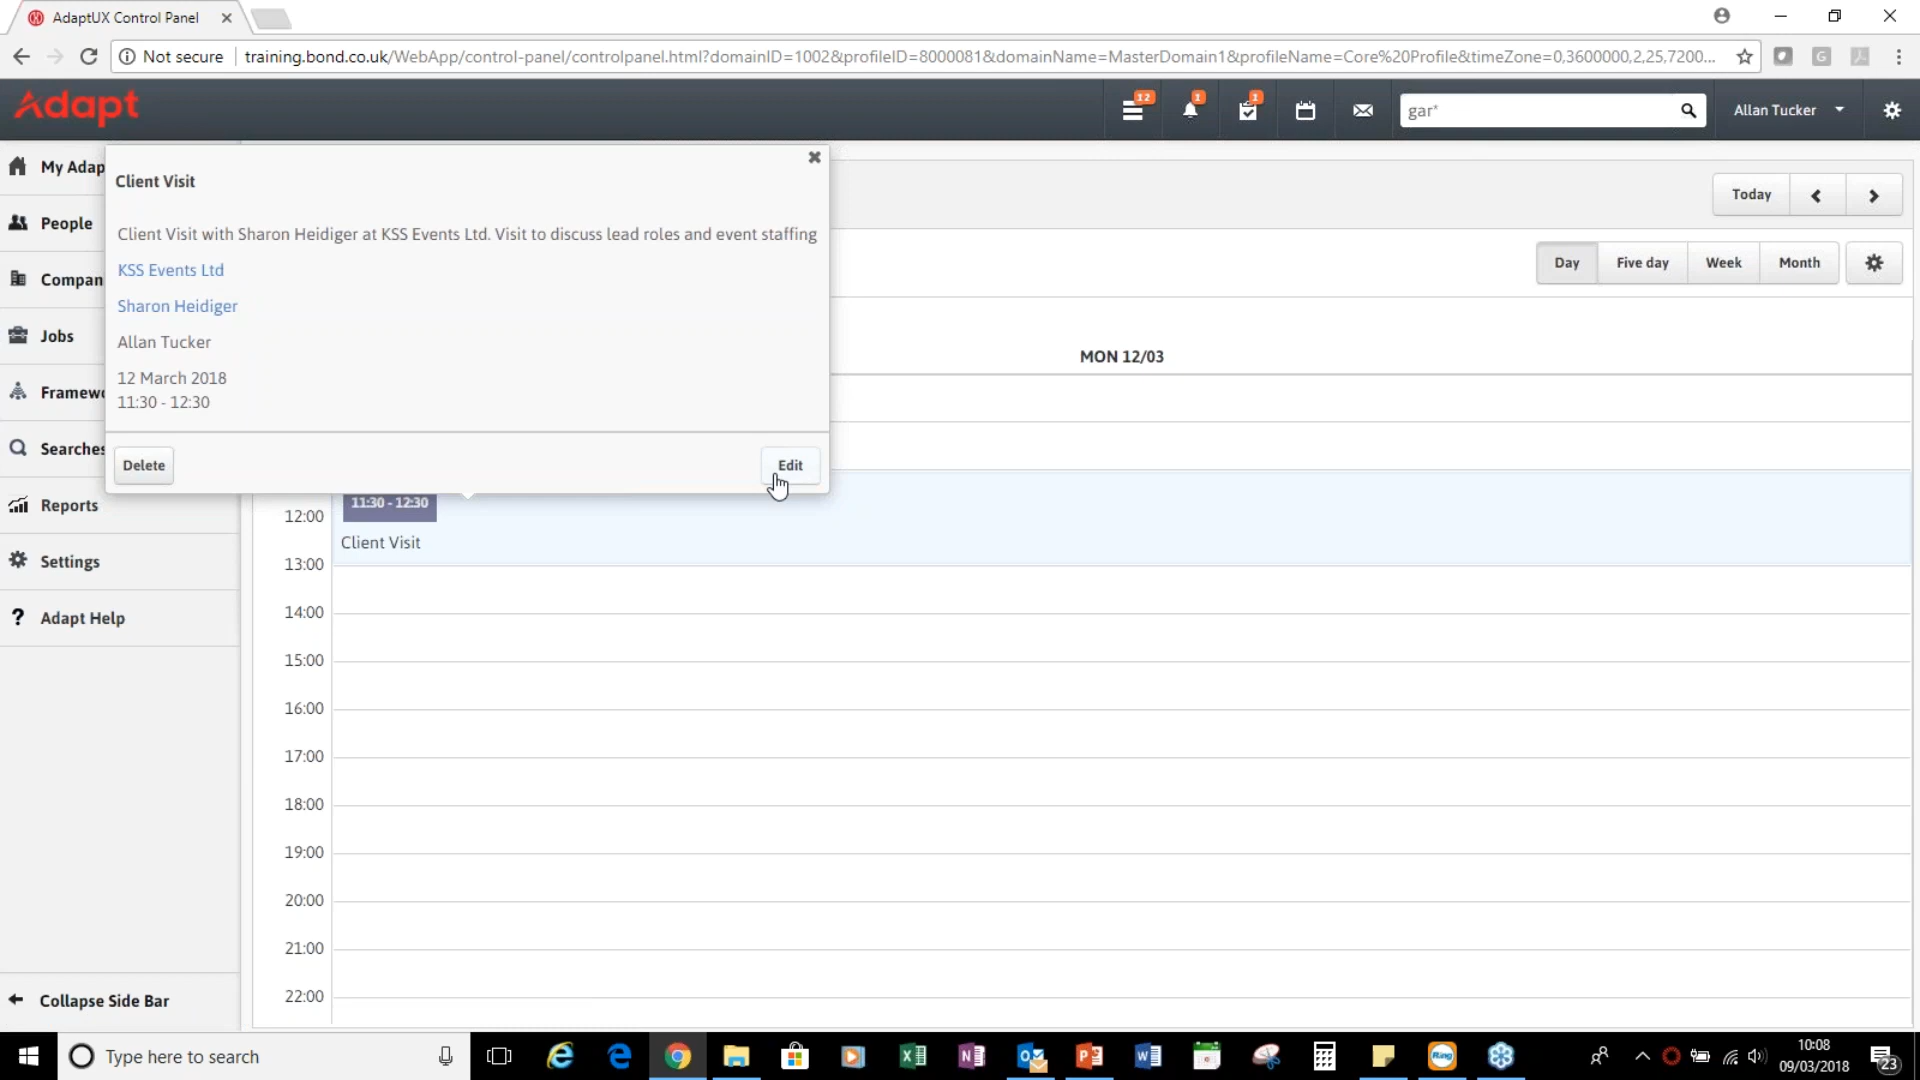 AdaptUX Control Panel
Not secure
training.bond.co.uk/WebApp/control-panel/controlpanel.html?domainID=1002&profileID=8000081&domainName=MasterDomain1&profileName=Core%20Profile&timeZone=0,3600000,2,25,7200...
Adapt
12
1
1
gar*
Allan Tucker
My Adap
People
Compan
Jobs
Framew
Searches
Reports
Settings
? Adapt Help
Collapse Side Bar
Client Visit
Client Visit with Sharon Heidiger at KSS Events Ltd. Visit to discuss lead roles and event staffing
KSS Events Ltd
Sharon Heidiger
Allan Tucker
12 March 2018
11:30 - 12:30
Delete
Edit
Today
Day
Five day
Week
Month
MON 12/03
11:30 - 12:30
Client Visit
12:00
13:00
14:00
15:00
16:00
17:00
18:00
19:00
20:00
21:00
22:00
Type here to search
Ring
10:08
09/03/2018
23